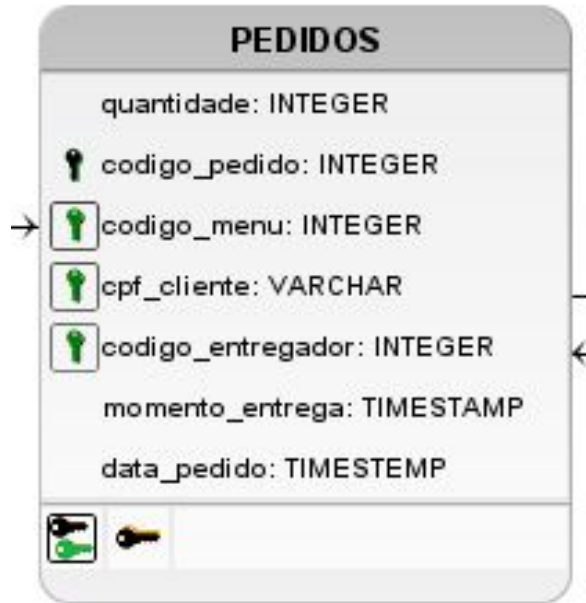 PEDIDOS
quantidade: INTEGER
codigo_pedido: INTEGER
codigo_menu: INTEGER
cpf_cliente: VARCHAR
codigo_entregador: INTEGER
momento_entrega: TIMESTAMP
data_pedido: TIMESTEMP